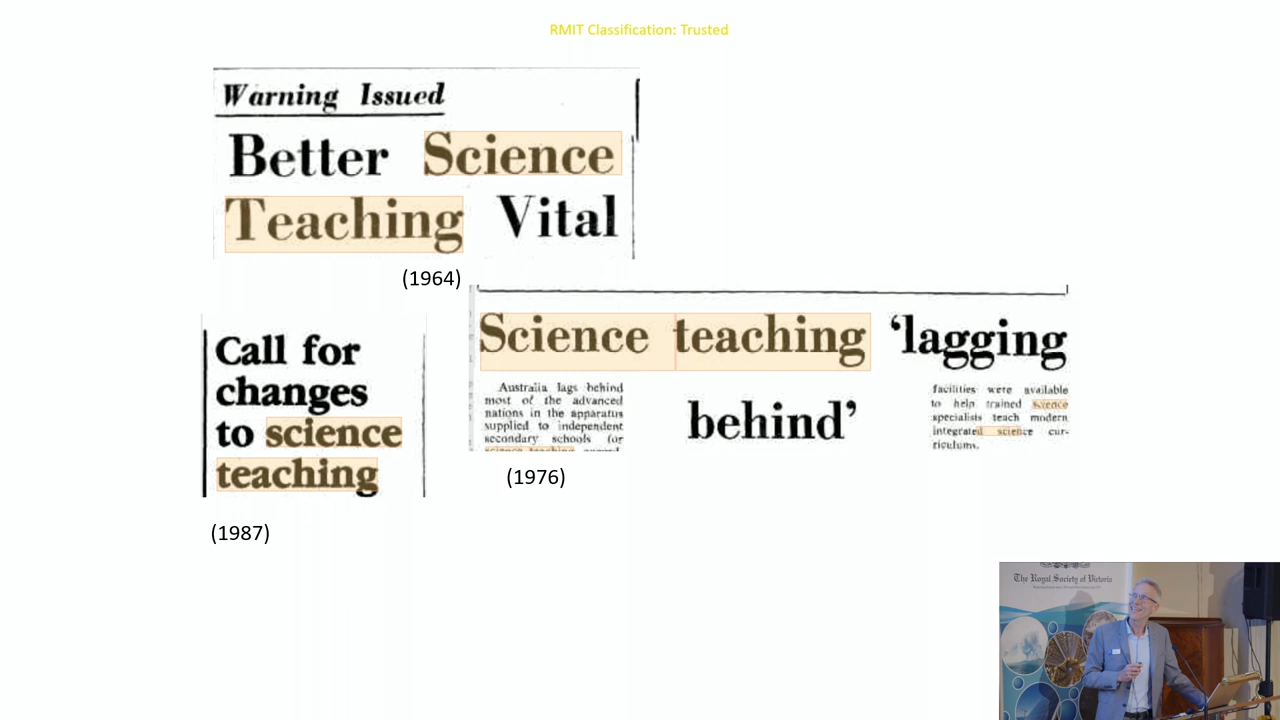 RMIT Classification: Trusted
Warning Issued
Better Science
Teaching Vital
(1964)
Call for
changes
to science
teaching
(1987)
Science teaching ‘lagging
behind’
Australia lags behind
most of the advanced
nations in the apparatus
supplied to independent
secondary schools for
science teaching
facilities were available
to help trained science
specialists teach modern
integrated science cur-
riculums.
(1976)
The Royal Society of Victoria